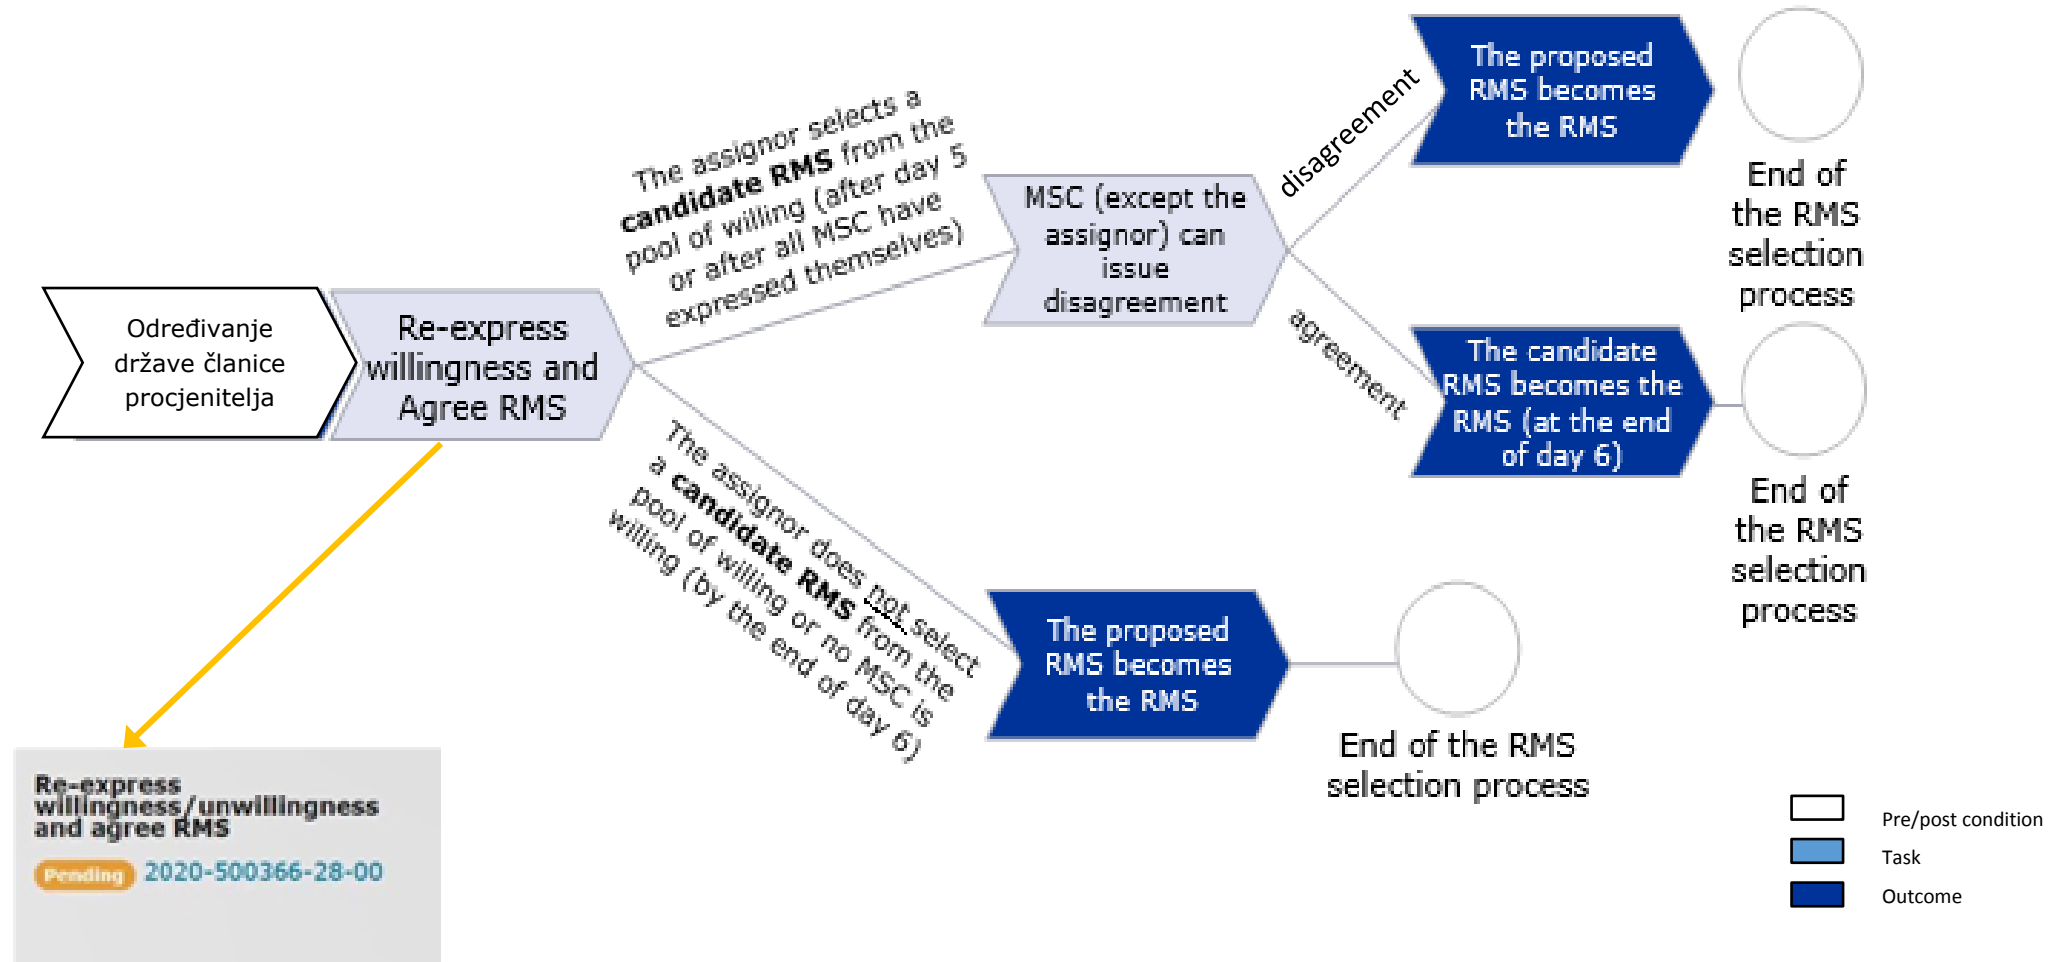 Određivanje
države članice
procjenitelja
Re-express
willingness and
Agree RMS
The assignor selects a
candidate RMS from the
pool of willing (after day 5
or after all MSC have
expressed themselves)
MSC (except the
assignor) can
issue
disagreement
disagreement
The proposed
RMS becomes
the RMS
End of
the RMS
selection
process
agreement
The candidate
RMS becomes the
RMS (at the end
of day 6)
End of
the RMS
selection
process
The assignor does not select
a candidate RMS from the
pool of willing or no MSC is
willing (by the end of day 6)
The proposed
RMS becomes
the RMS
End of the RMS
selection process
Re-express
willingness/unwillingness
and agree RMS
Pending 2020-500366-28-00
Pre/post condition
Task
Outcome